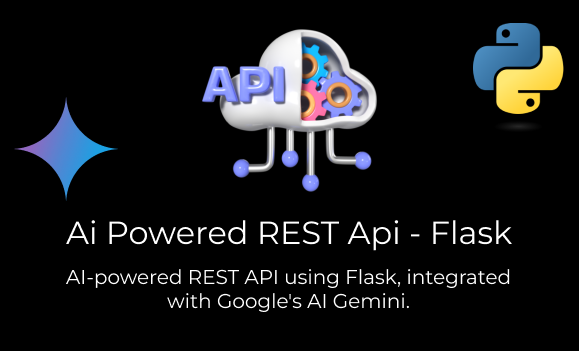 API
Ai Powered REST Api - Flask
AI-powered REST API using Flask, integrated
with Google's AI Gemini.